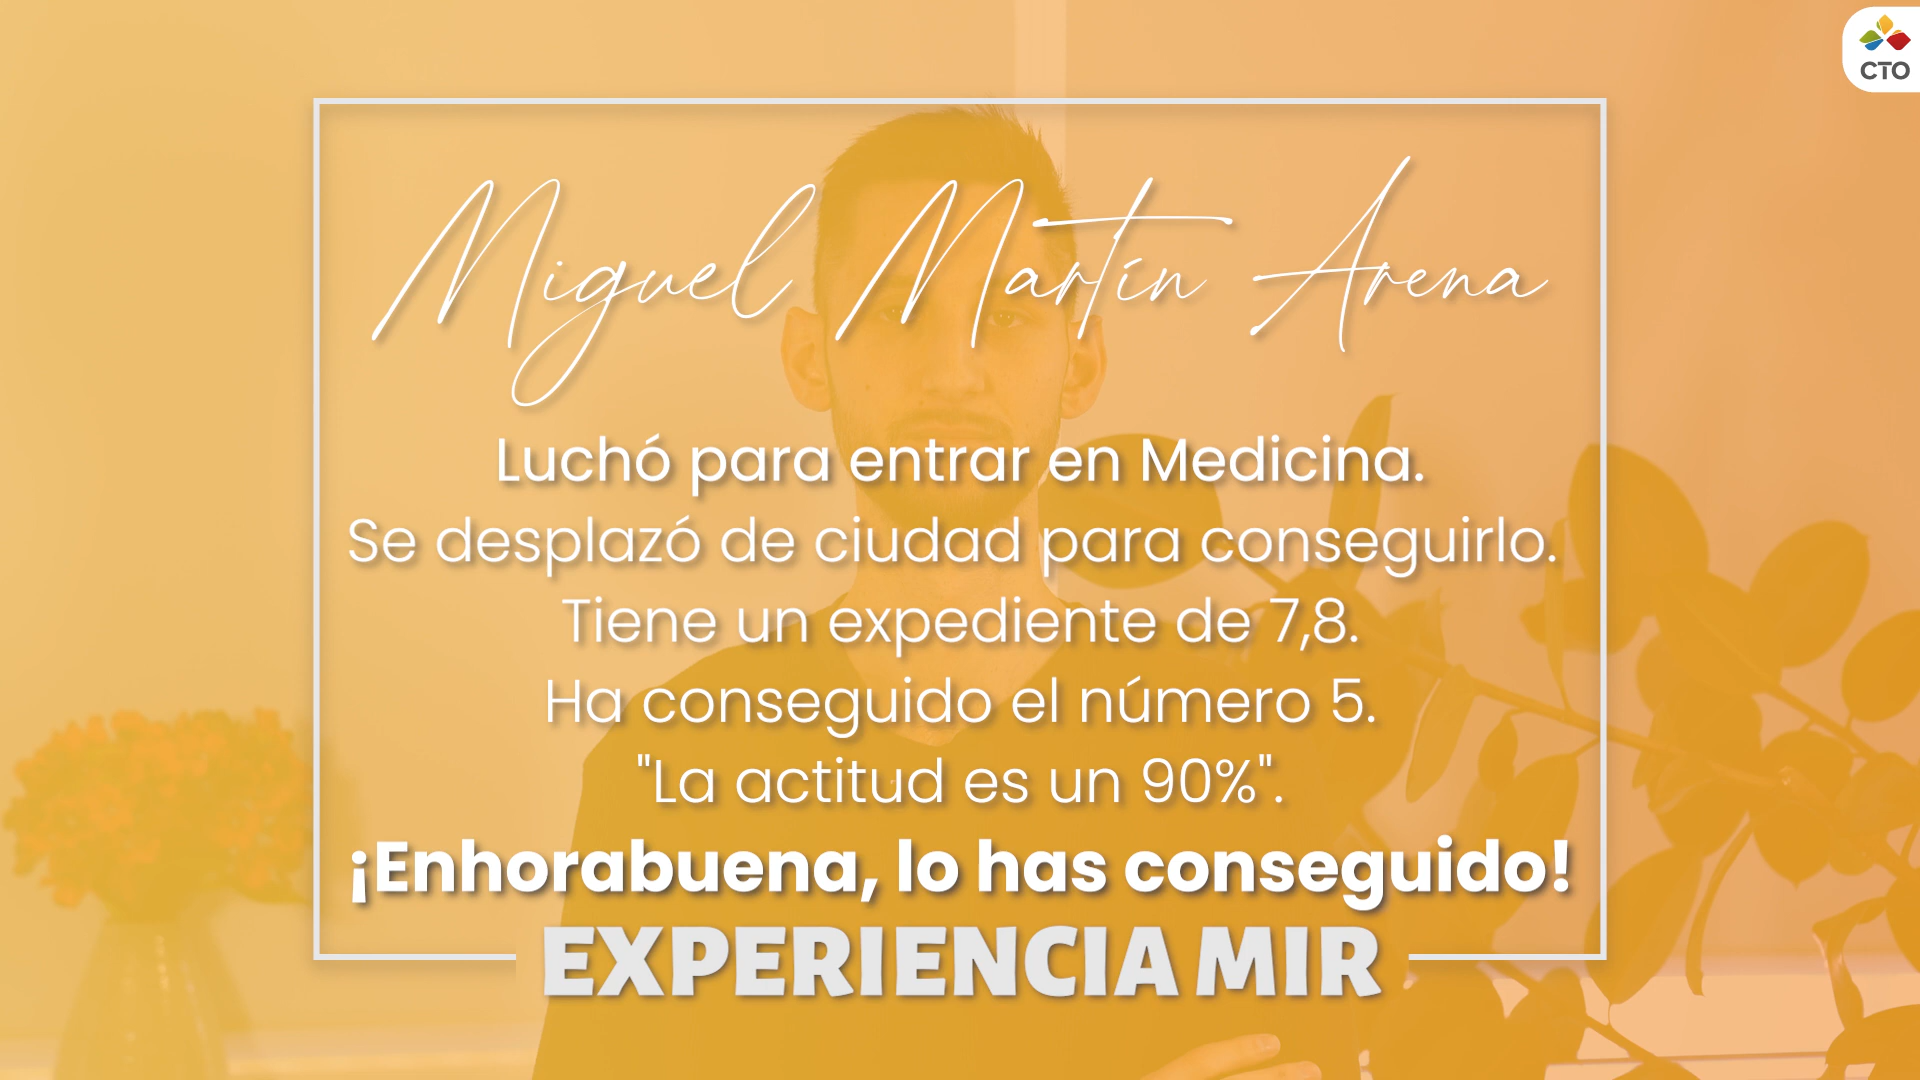 CTO
Miguel Martín Arena
Luchó para entrar en Medicina.
Se desplazó de ciudad para conseguirlo.
Tiene un expediente de 7,8.
Ha conseguido el número 5.
"La actitud es un 90%".
¡Enhorabuena, lo has conseguido!
EXPERIENCIA MIR